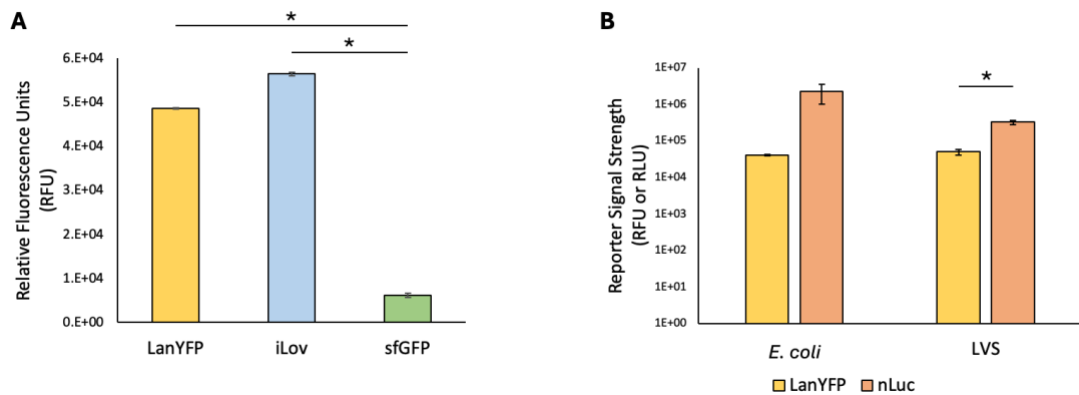 A
*
*
Relative Fluorescence Units
(RFU)
6.E+04
5.E+04
4.E+04
3.E+04
2.E+04
1.E+04
0.E+00
LanYFP
iLov
sfGFP
B
Reporter Signal Strength
(RFU or RLU)
1E+07
1E+06
1E+05
1E+04
1E+03
1E+02
1E+01
1E+00
*
E. coli
LVS
LanYFP
nLuc